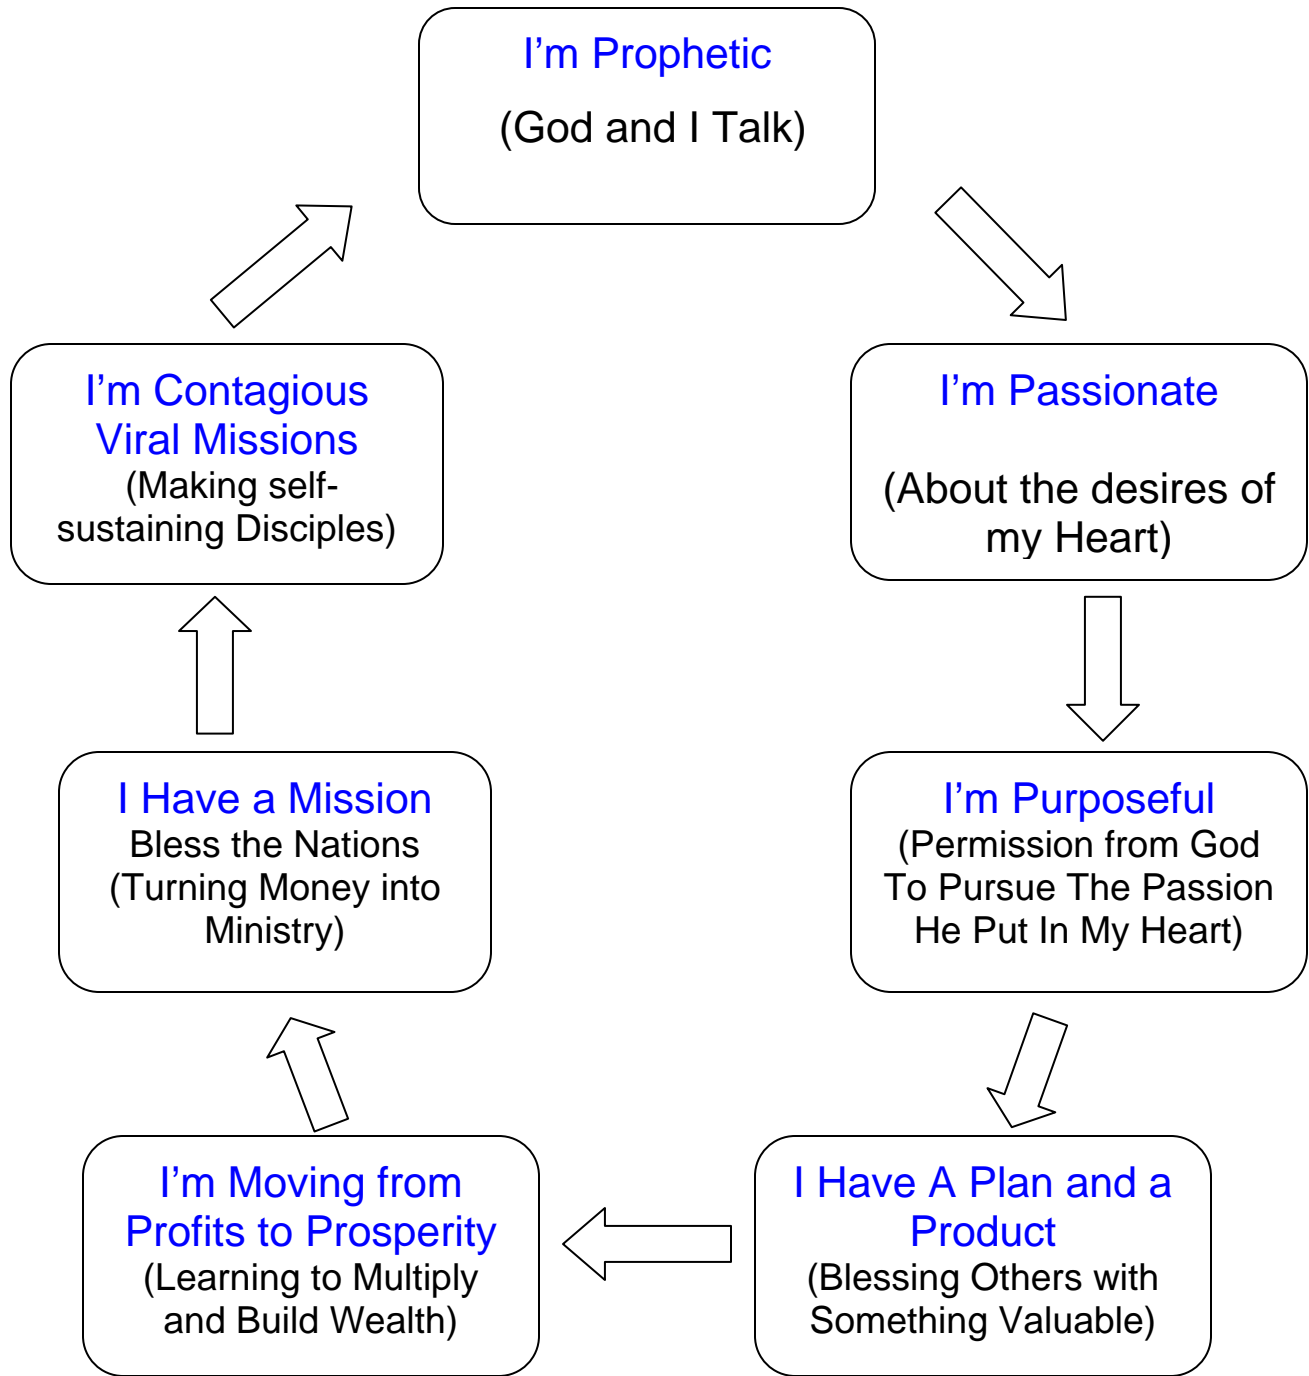 I’m Prophetic
(God and I Talk)
I’m Passionate
(About the desires of
my Heart)
I’m Purposeful
(Permission from God
To Pursue The Passion
He Put In My Heart)
I Have A Plan and a
Product
(Blessing Others with
Something Valuable)
I’m Moving from
Profits to Prosperity
(Learning to Multiply
and Build Wealth)
I Have a Mission
Bless the Nations
(Turning Money into
Ministry)
I’m Contagious
Viral Missions
(Making self-
sustaining Disciples)